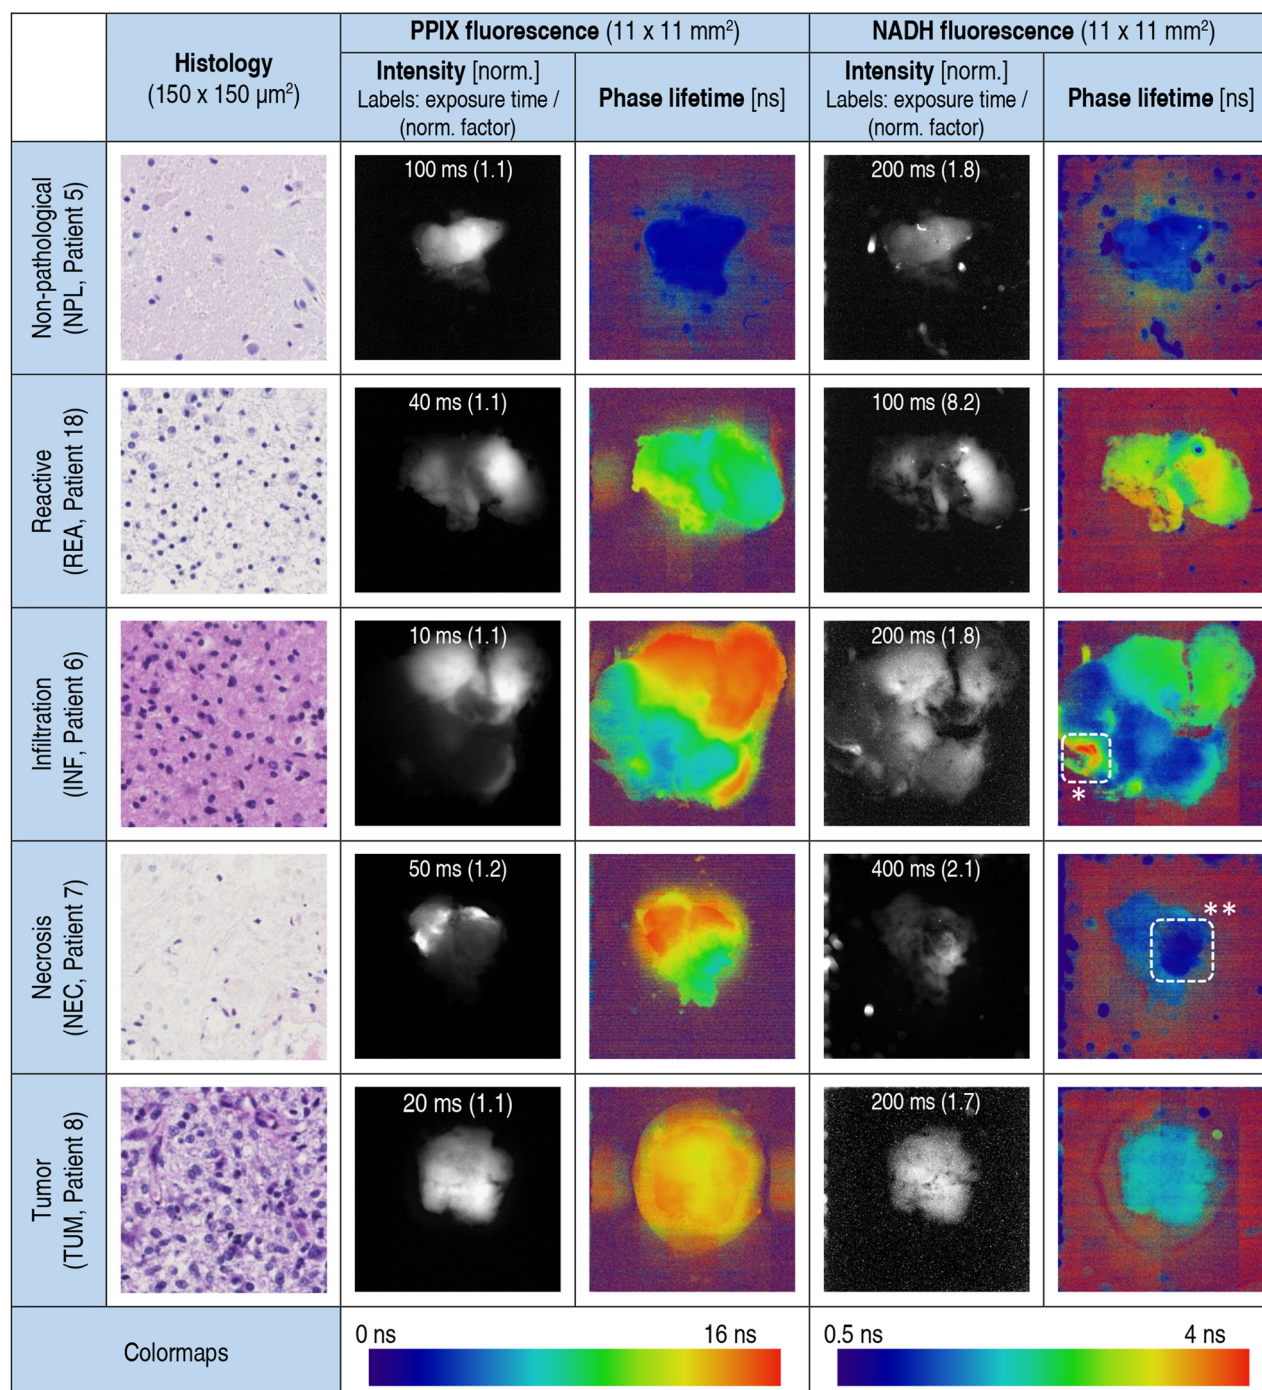 PPIX fluorescence (11 x 11 mm²)
NADH fluorescence (11 x 11 mm²)
Histology
(150 x 150 µm²)
Intensity [norm.]
Labels: exposure time /
(norm. factor)
Phase lifetime [ns]
Intensity [norm.]
Labels: exposure time /
(norm. factor)
Phase lifetime [ns]
Non-pathological
(NPL, Patient 5)
100 ms (1.1)
200 ms (1.8)
Reactive
(REA, Patient 18)
40 ms (1.1)
100 ms (8.2)
Infiltration
(INF, Patient 6)
10 ms (1.1)
200 ms (1.8)
*
Necrosis
(NEC, Patient 7)
50 ms (1.2)
400 ms (2.1)
**
Tumor
(TUM, Patient 8)
20 ms (1.1)
200 ms (1.7)
Colormaps
0 ns
16 ns
0.5 ns
4 ns